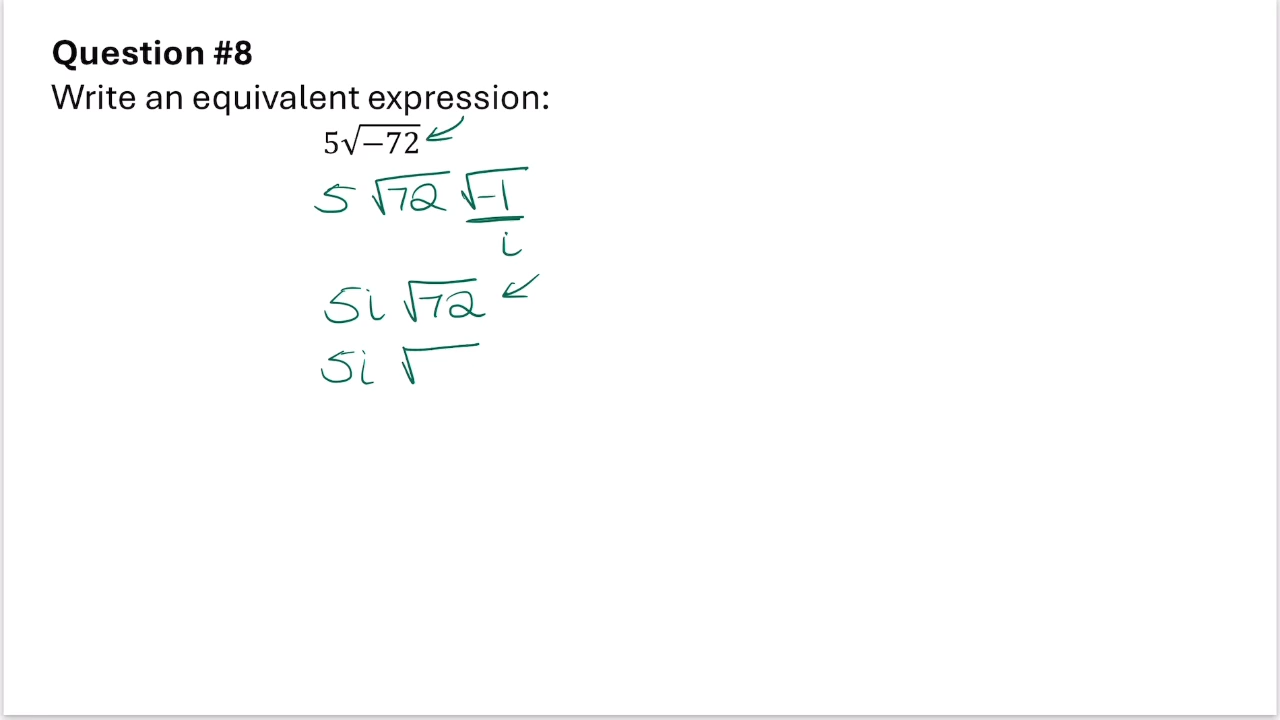 Question #8
Write an equivalent expression:
5√−72
5 √72 √-1
i
5i √72
5i √